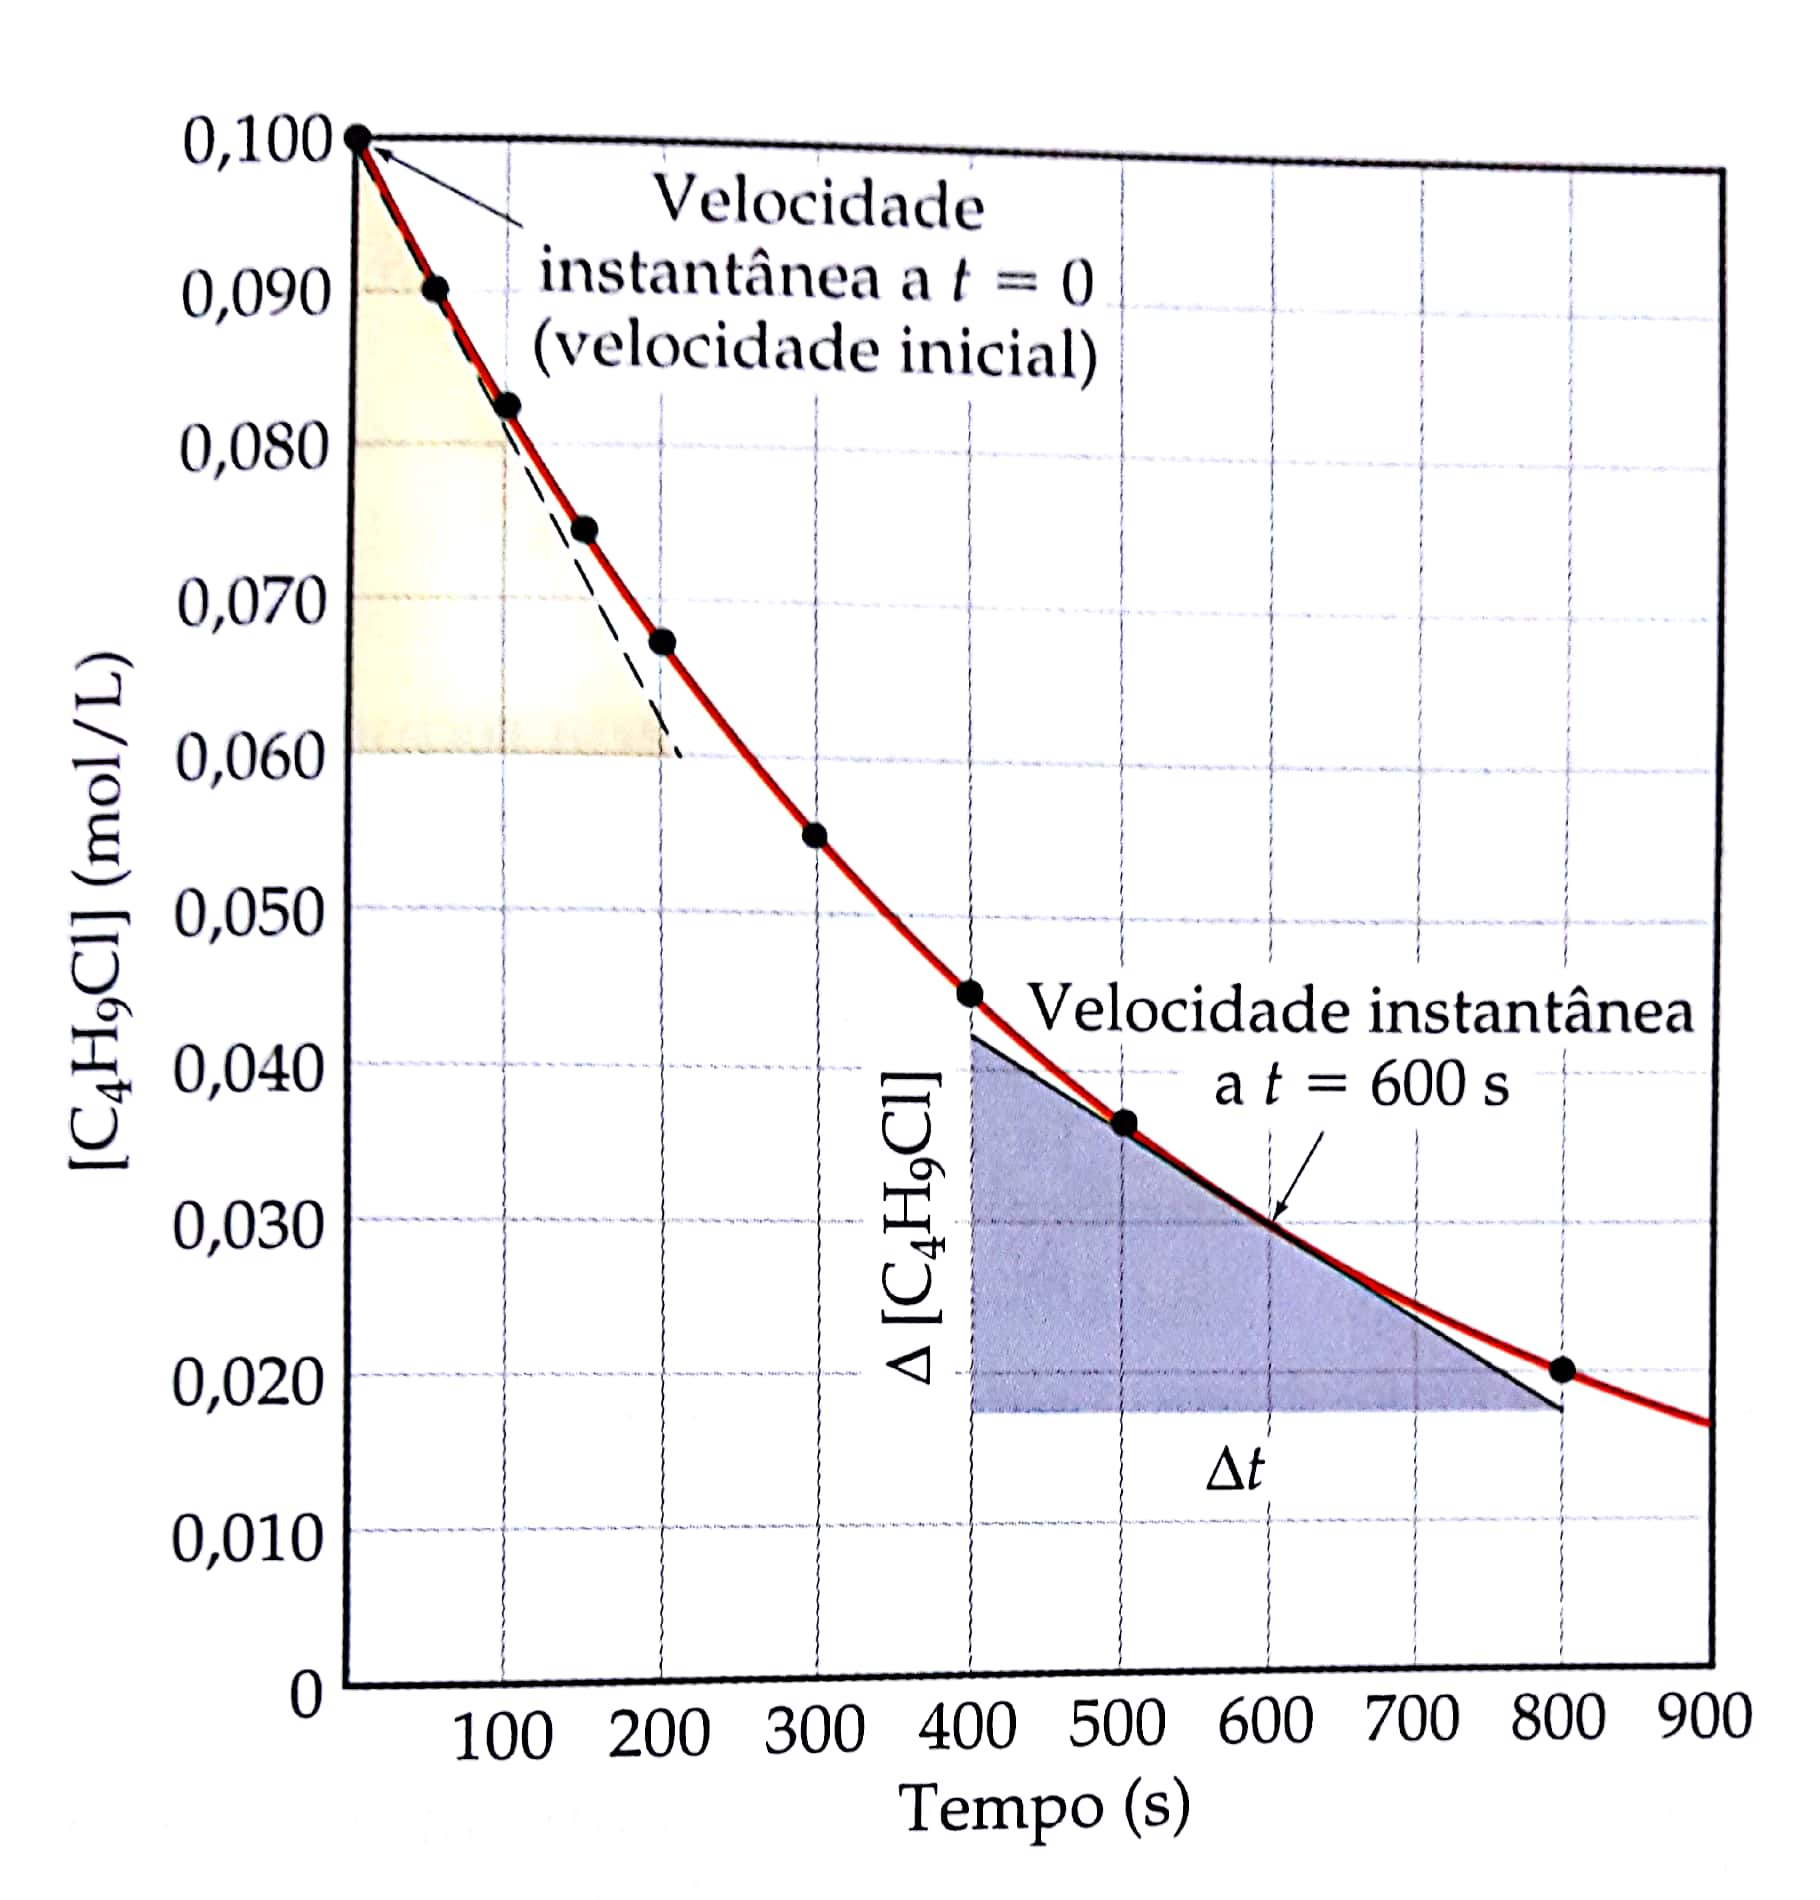 0,100
0,090
0,080
0,070
0,060
0,050
0,040
0,030
0,020
0,010
0
[C₄H₉Cl] (mol/L)
Velocidade
instantânea a t = 0
(velocidade inicial)
Velocidade instantânea
a t = 600 s
Δ [C₄H₉Cl]
Δt
100 200 300 400 500 600 700 800 900
Tempo (s)